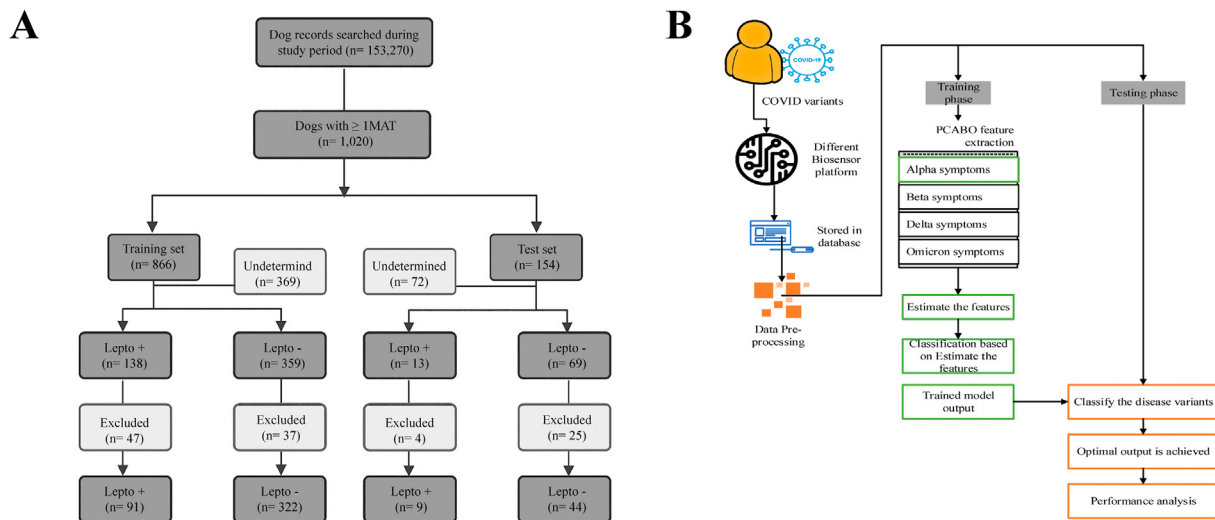 A
Dog records searched during
study period (n= 153,270)
Dogs with ≥ 1MAT
(n= 1,020)
Training set
(n= 866)
Undetermind
(n= 369)
Undetermined
(n= 72)
Test set
(n= 154)
Lepto +
(n= 138)
Lepto -
(n= 359)
Lepto +
(n= 13)
Lepto -
(n= 69)
Excluded
(n= 47)
Excluded
(n= 37)
Excluded
(n= 4)
Excluded
(n= 25)
Lepto +
(n= 91)
Lepto -
(n= 322)
Lepto +
(n= 9)
Lepto -
(n= 44)
B
COVID-19
COVID variants
Different
Biosensor
platform
Stored in
database
Data Pre-
processing
Training
phase
PCABO feature
extraction
Alpha symptoms
Beta symptoms
Delta symptoms
Omicron symptoms
Estimate the features
Classification based
on Estimate the
features
Trained model
output
Testing phase
Classify the disease variants
Optimal output is achieved
Performance analysis